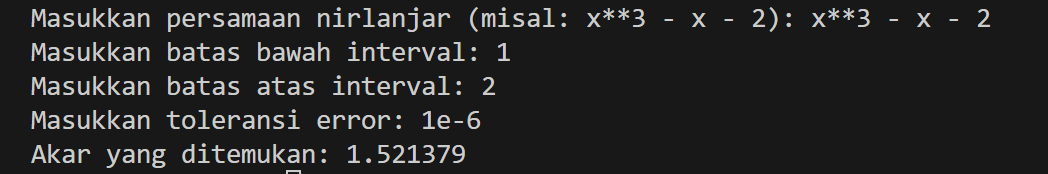 Masukkan persamaan nirlanjar (misal: x**3 - x - 2): x**3 - x - 2
Masukkan batas bawah interval: 1
Masukkan batas atas interval: 2
Masukkan toleransi error: 1e-6
Akar yang ditemukan: 1.521379